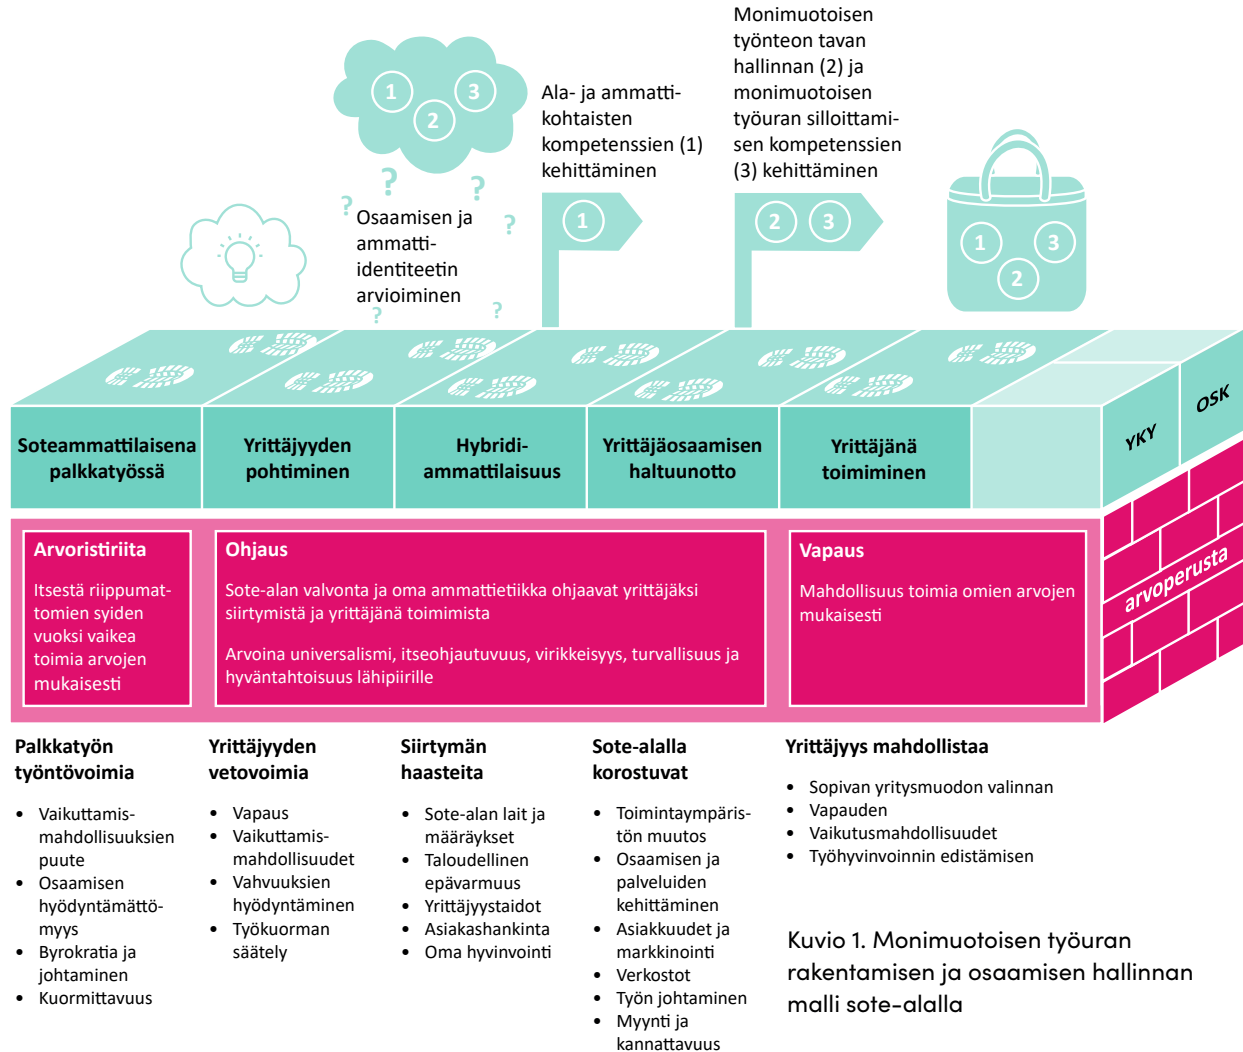 1
3
2
?
?
?
?
?
?
Osaamisen ja
ammatti-
identiteetin
arvioiminen
Ala- ja ammatti-
kohtaisten
kompetenssien (1)
kehittäminen
1
Monimuotoisen
työnteon tavan
hallinnan (2) ja
monimuotoisen
työuran silloittami-
sen kompetenssien
(3) kehittäminen
2 3
1
3
2
Soteammattilaisena
palkkatyössä
Yrittäjyyden
pohtiminen
Hybridi-
ammattilaisuus
Yrittäjäosaamisen
haltuunotto
Yrittäjänä
toimiminen
YKY
OSK
Arvoristiriita
Itsestä riippumat-
tomien syiden
vuoksi vaikea
toimia arvojen
mukaisesti
Ohjaus
Sote-alan valvonta ja oma ammattietiikka ohjaavat yrittäjäksi
siirtymistä ja yrittäjänä toimimista
Arvoina universalismi, itseohjautuvuus, virikkeisyys, turvallisuus ja
hyväntahtoisuus lähipiirille
Vapaus
Mahdollisuus toimia omien arvojen
mukaisesti
arvoperusta
Palkkatyön
työntövoimia
• Vaikuttamis-
mahdollisuuksien
puute
• Osaamisen
hyödyntämättö-
myys
• Byrokratia ja
johtaminen
• Kuormittavuus
Yrittäjyyden
vetovoimia
• Vapaus
• Vaikuttamis-
mahdollisuudet
• Vahvuuksien
hyödyntäminen
• Työkuorman
säätely
Siirtymän
haasteita
• Sote-alan lait ja
määräykset
• Taloudellinen
epävarmuus
• Yrittäjyystaidot
• Asiakashankinta
• Oma hyvinvointi
Sote-alalla
korostuvat
• Toimintaympäris-
tön muutos
• Osaamisen ja
palveluiden
kehittäminen
• Asiakkuudet ja
markkinointi
• Verkostot
• Työn johtaminen
• Myynti ja
kannattavuus
Yrittäjyys mahdollistaa
• Sopivan yritysmuodon valinnan
• Vapauden
• Vaikutusmahdollisuudet
• Työhyvinvoinnin edistämisen
Kuvio 1. Monimuotoisen työuran
rakentamisen ja osaamisen hallinnan
malli sote-alalla